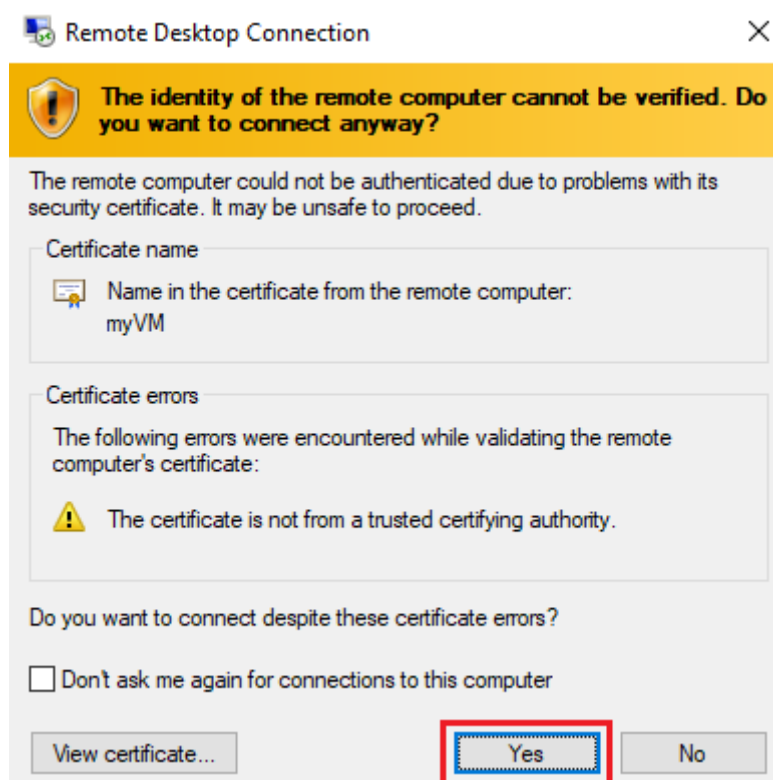 Remote Desktop Connection
The identity of the remote computer cannot be verified. Do
you want to connect anyway?
The remote computer could not be authenticated due to problems with its
security certificate. It may be unsafe to proceed.
Certificate name
Name in the certificate from the remote computer:
myVM
Certificate errors
The following errors were encountered while validating the remote
computer's certificate:
The certificate is not from a trusted certifying authority.
Do you want to connect despite these certificate errors?
Don't ask me again for connections to this computer
View certificate...
Yes
No